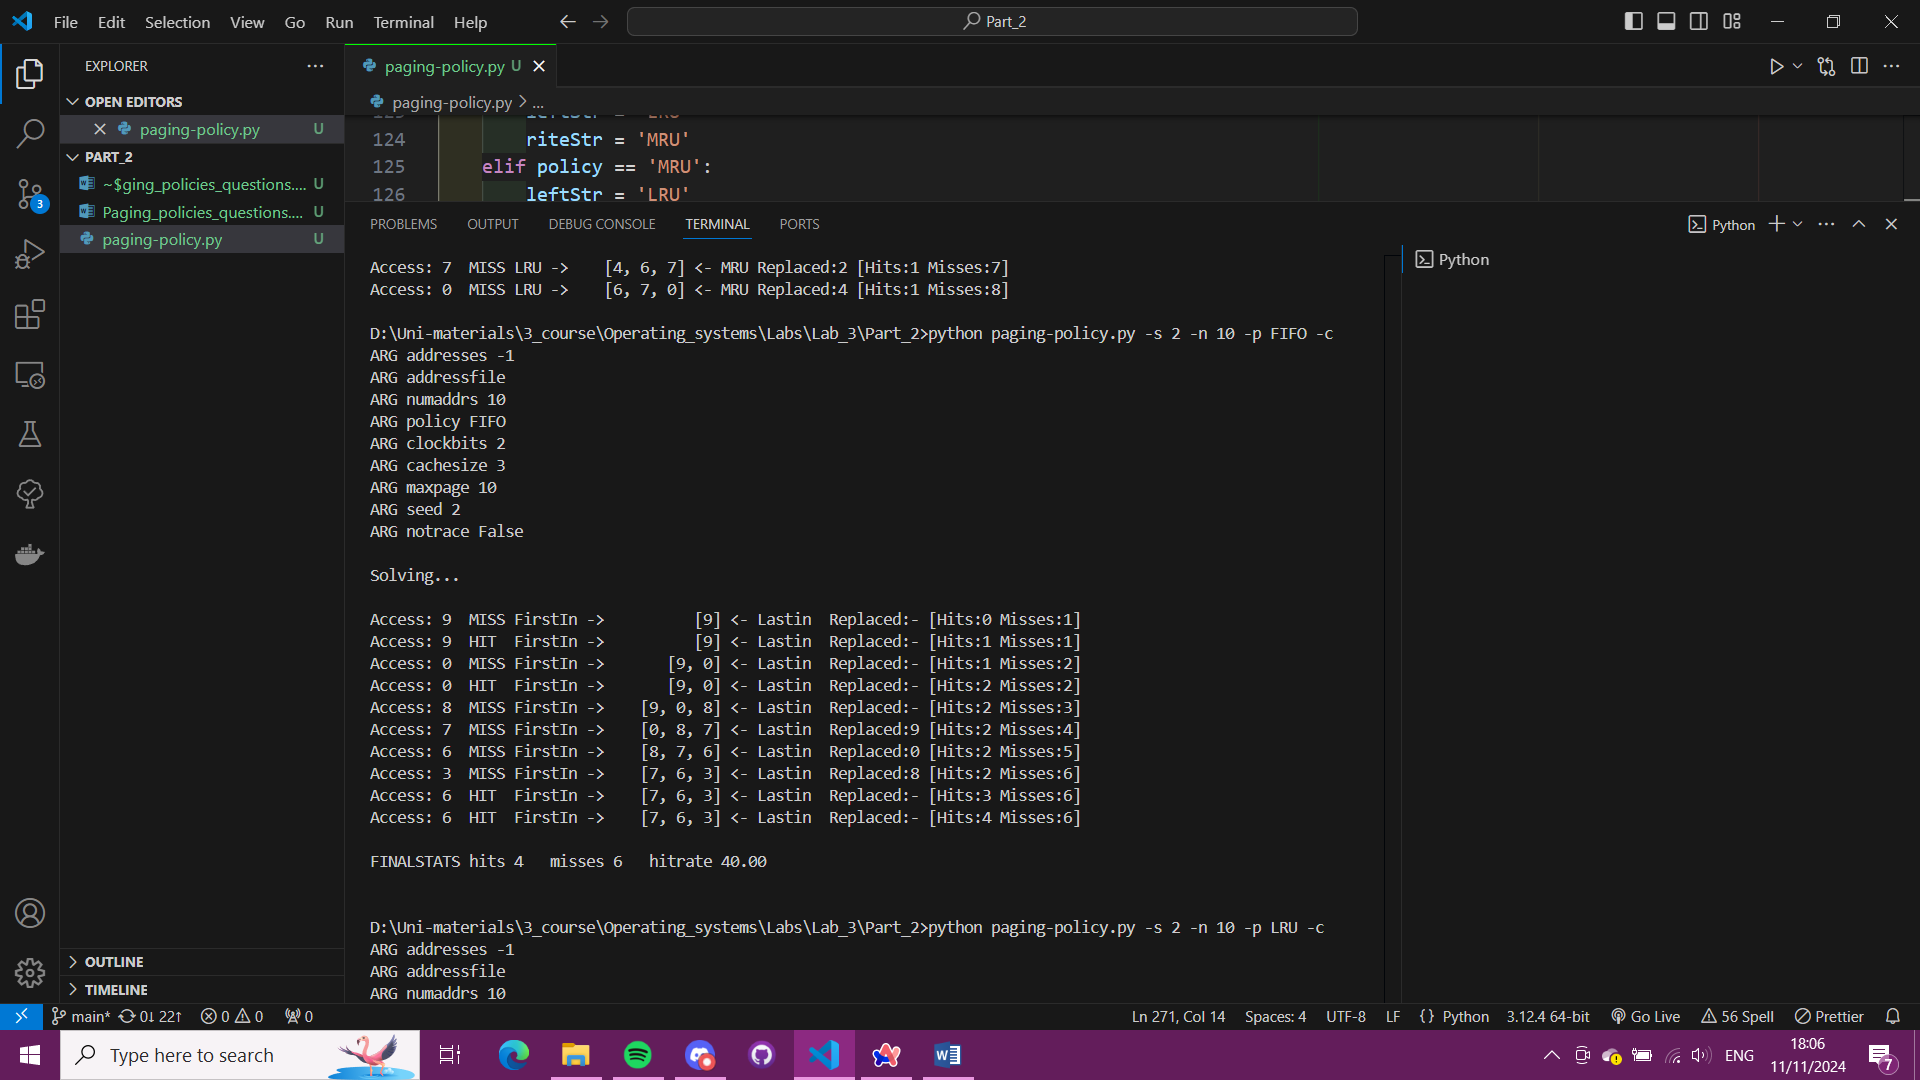 File Edit Selection View Go Run Terminal Help
Part_2
EXPLORER
OPEN EDITORS
paging-policy.py U
PART_2
~$ging_policies_questions.... U
Paging_policies_questions.... U
paging-policy.py U
OUTLINE
TIMELINE
paging-policy.py U
paging-policy.py > ...
124 riteStr = 'MRU'
125 elif policy == 'MRU':
126 leftStr = 'LRU'
PROBLEMS OUTPUT DEBUG CONSOLE TERMINAL PORTS
Python
Python
Access: 7 MISS LRU -> [4, 6, 7] <- MRU Replaced:2 [Hits:1 Misses:7]
Access: 0 MISS LRU -> [6, 7, 0] <- MRU Replaced:4 [Hits:1 Misses:8]
D:\Uni-materials\3_course\Operating_systems\Labs\Lab_3\Part_2>python paging-policy.py -s 2 -n 10 -p FIFO -c
ARG addresses -1
ARG addressfile
ARG numaddrs 10
ARG policy FIFO
ARG clockbits 2
ARG cachesize 3
ARG maxpage 10
ARG seed 2
ARG notrace False
Solving...
Access: 9 MISS FirstIn -> [9] <- Lastin Replaced:- [Hits:0 Misses:1]
Access: 9 HIT FirstIn -> [9] <- Lastin Replaced:- [Hits:1 Misses:1]
Access: 0 MISS FirstIn -> [9, 0] <- Lastin Replaced:- [Hits:1 Misses:2]
Access: 0 HIT FirstIn -> [9, 0] <- Lastin Replaced:- [Hits:2 Misses:2]
Access: 8 MISS FirstIn -> [9, 0, 8] <- Lastin Replaced:- [Hits:2 Misses:3]
Access: 7 MISS FirstIn -> [0, 8, 7] <- Lastin Replaced:9 [Hits:2 Misses:4]
Access: 6 MISS FirstIn -> [8, 7, 6] <- Lastin Replaced:0 [Hits:2 Misses:5]
Access: 3 MISS FirstIn -> [7, 6, 3] <- Lastin Replaced:8 [Hits:2 Misses:6]
Access: 6 HIT FirstIn -> [7, 6, 3] <- Lastin Replaced:- [Hits:3 Misses:6]
Access: 6 HIT FirstIn -> [7, 6, 3] <- Lastin Replaced:- [Hits:4 Misses:6]
FINALSTATS hits 4 misses 6 hitrate 40.00
D:\Uni-materials\3_course\Operating_systems\Labs\Lab_3\Part_2>python paging-policy.py -s 2 -n 10 -p LRU -c
ARG addresses -1
ARG addressfile
ARG numaddrs 10
3
main* 0↓ 22↑ 0 0 0 Ln 271, Col 14 Spaces: 4 UTF-8 LF {} Python 3.12.4 64-bit Go Live 56 Spell Prettier
Type here to search
ENG
18:06
11/11/2024
7